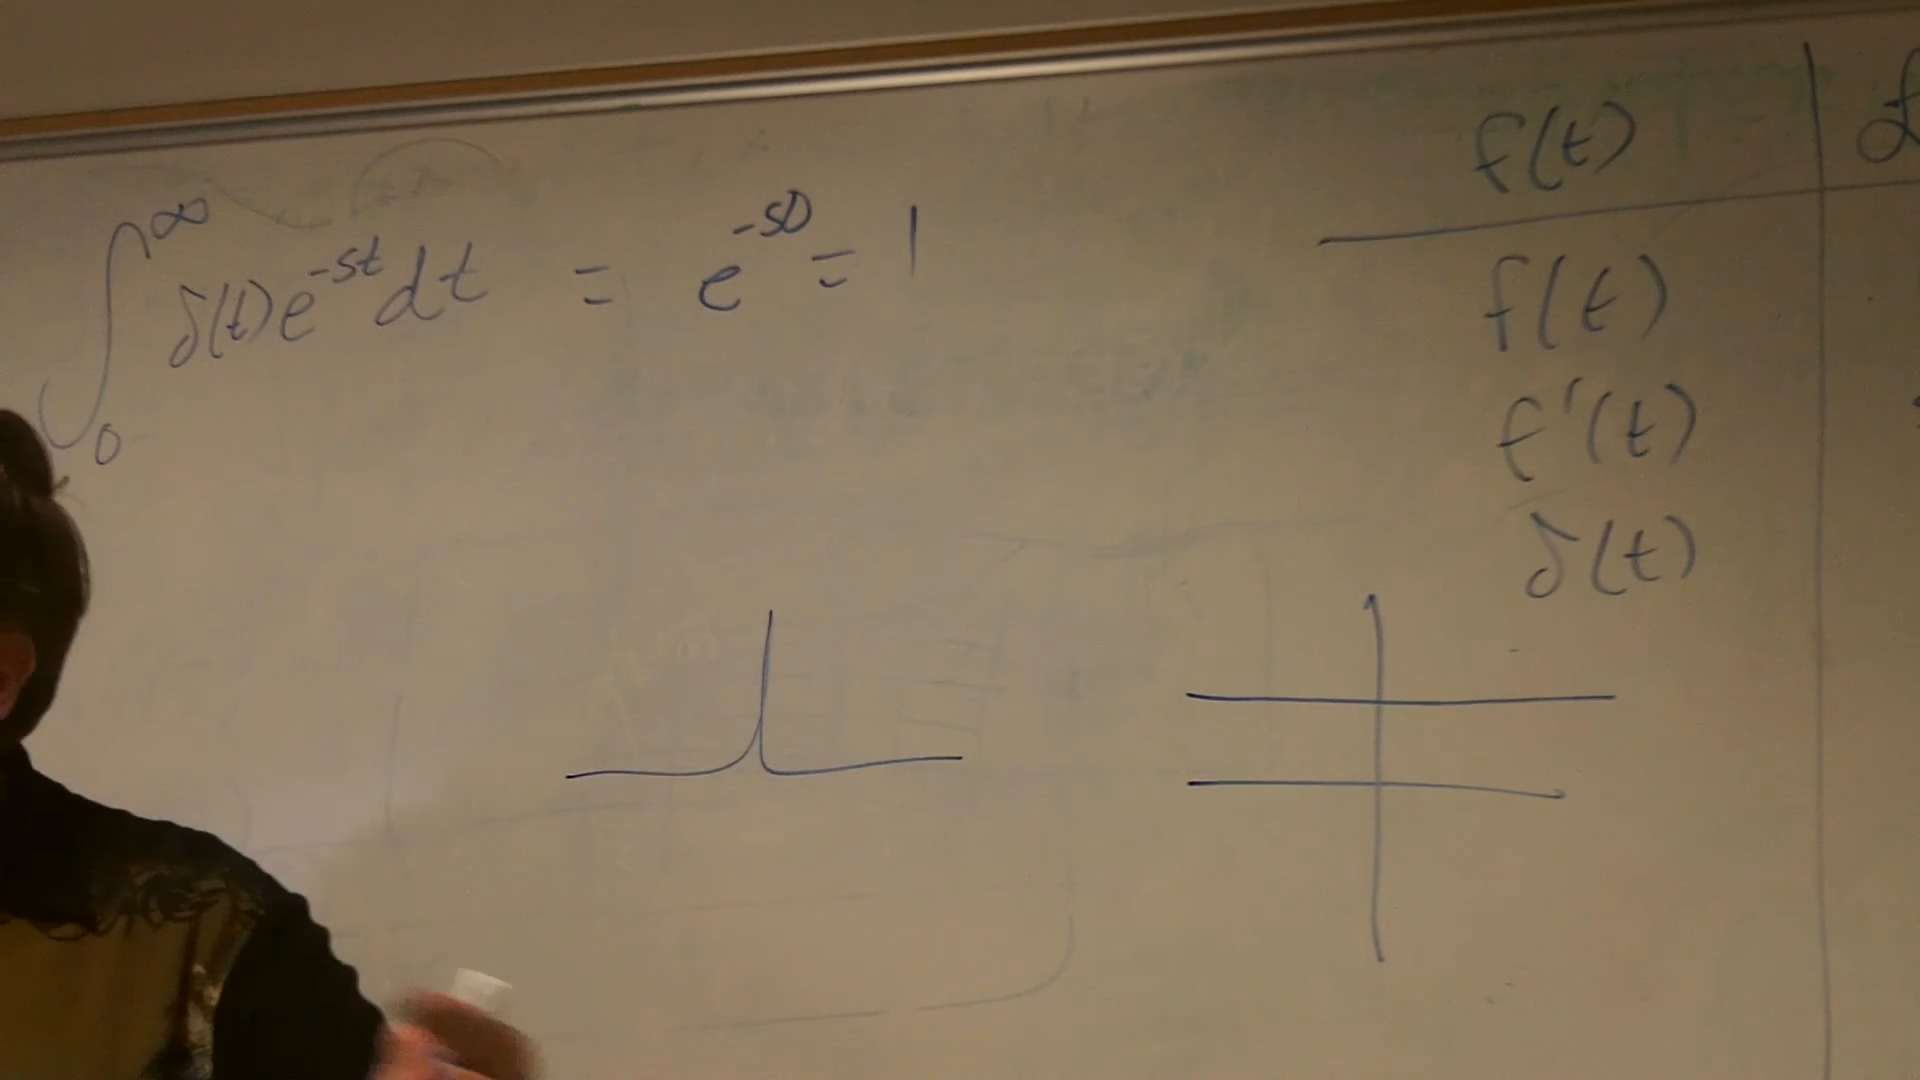 ∫₀^∞ δ(t)e^{-st}dt = e^{-s0} = 1
f(t) ℒ
f(t)
f'(t)
δ(t)